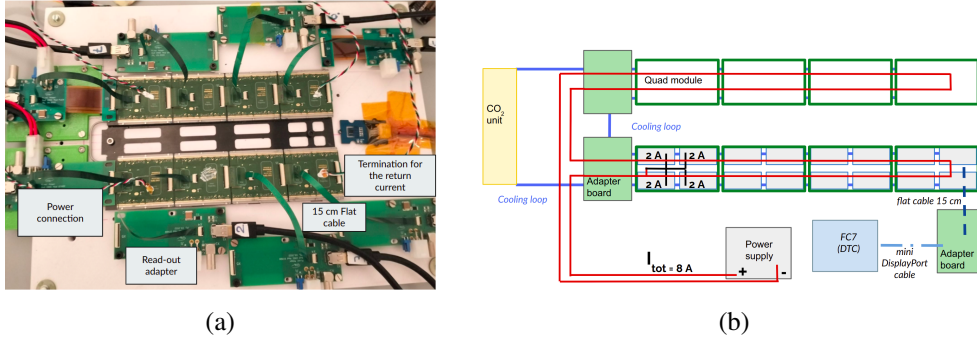 Termination for
the return
current
Power
connection
15 cm Flat
cable
Read-out
adapter
2
(a)
CO2
unit
Quad module
Cooling loop
2 A
2 A
2 A
2 A
Adapter
board
Cooling loop
flat cable 15 cm
Power
supply
+
-
Itot = 8 A
FC7
(DTC)
mini
DisplayPort
cable
Adapter
board
(b)